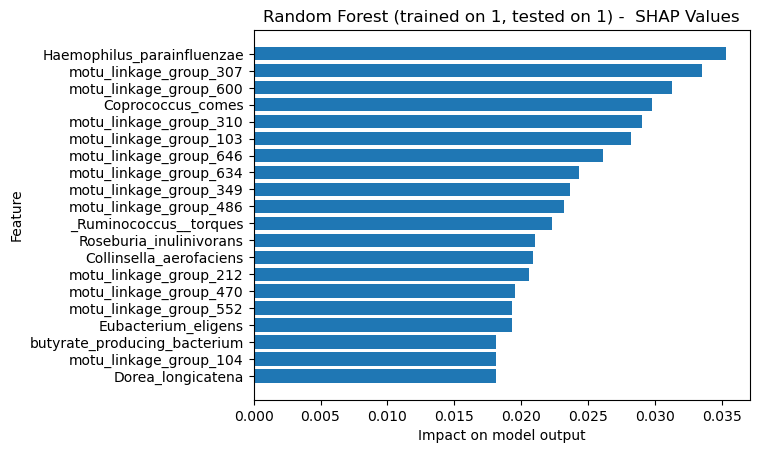 Random Forest (trained on 1, tested on 1) -  SHAP Values
Feature
Haemophilus_parainfluenzae
motu_linkage_group_307
motu_linkage_group_600
Coprococcus_comes
motu_linkage_group_310
motu_linkage_group_103
motu_linkage_group_646
motu_linkage_group_634
motu_linkage_group_349
motu_linkage_group_486
_Ruminococcus__torques
Roseburia_inulinivorans
Collinsella_aerofaciens
motu_linkage_group_212
motu_linkage_group_470
motu_linkage_group_552
Eubacterium_eligens
butyrate_producing_bacterium
motu_linkage_group_104
Dorea_longicatena
0.000 0.005 0.010 0.015 0.020 0.025 0.030 0.035
Impact on model output